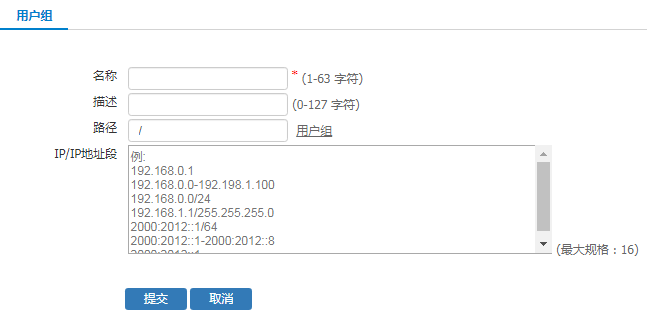 用户组
名称 * (1-63 字符)
描述 (0-127 字符)
路径 / 用户组
IP/IP地址段 例:
192.168.0.1
192.168.0.0-192.198.1.100
192.168.0.0/24
192.168.1.1/255.255.255.0
2000:2012::1/64
2000:2012::1-2000:2012::8
(最大规格：16)
提交 取消